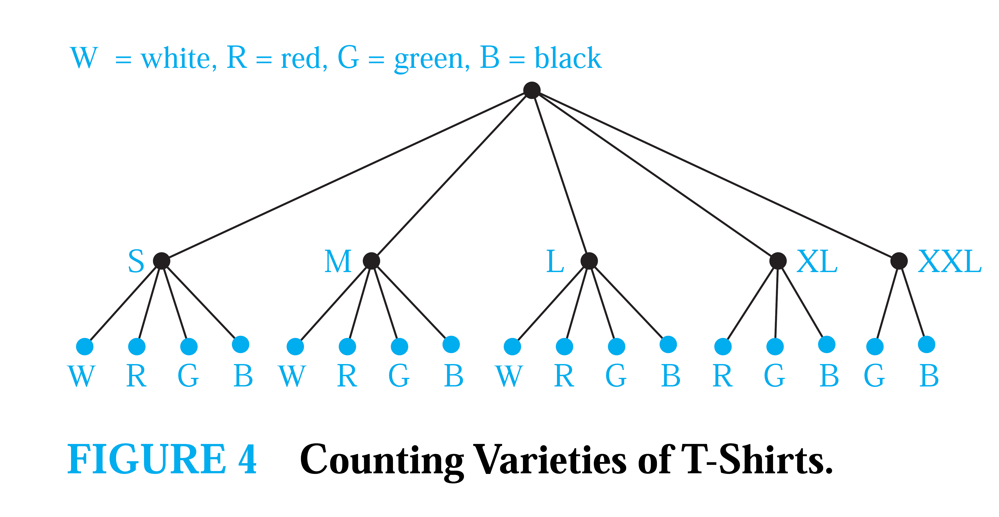 W = white, R = red, G = green, B = black
S M L XL XXL
W R G B W R G B W R G B R G B G B
FIGURE 4 Counting Varieties of T-Shirts.